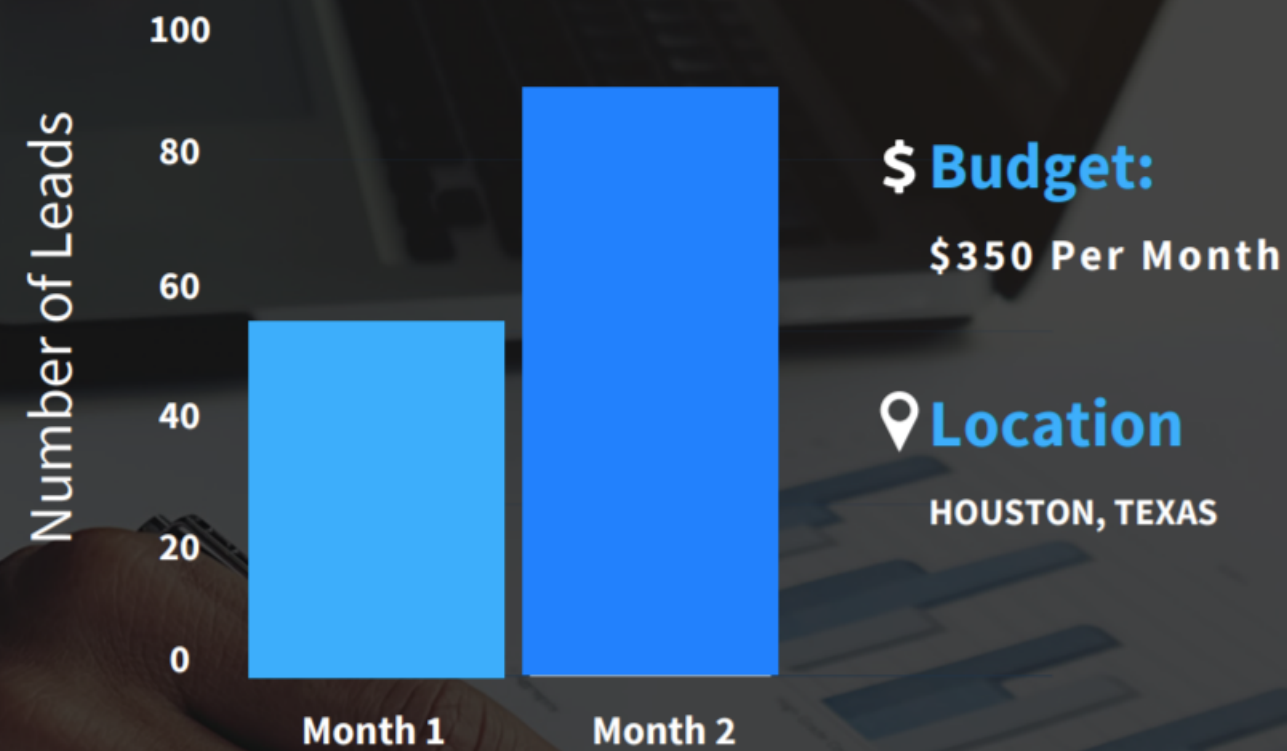 Number of Leads
100
80
60
40
20
0
Month 1
Month 2
$ Budget:
$350 Per Month
Location
HOUSTON, TEXAS